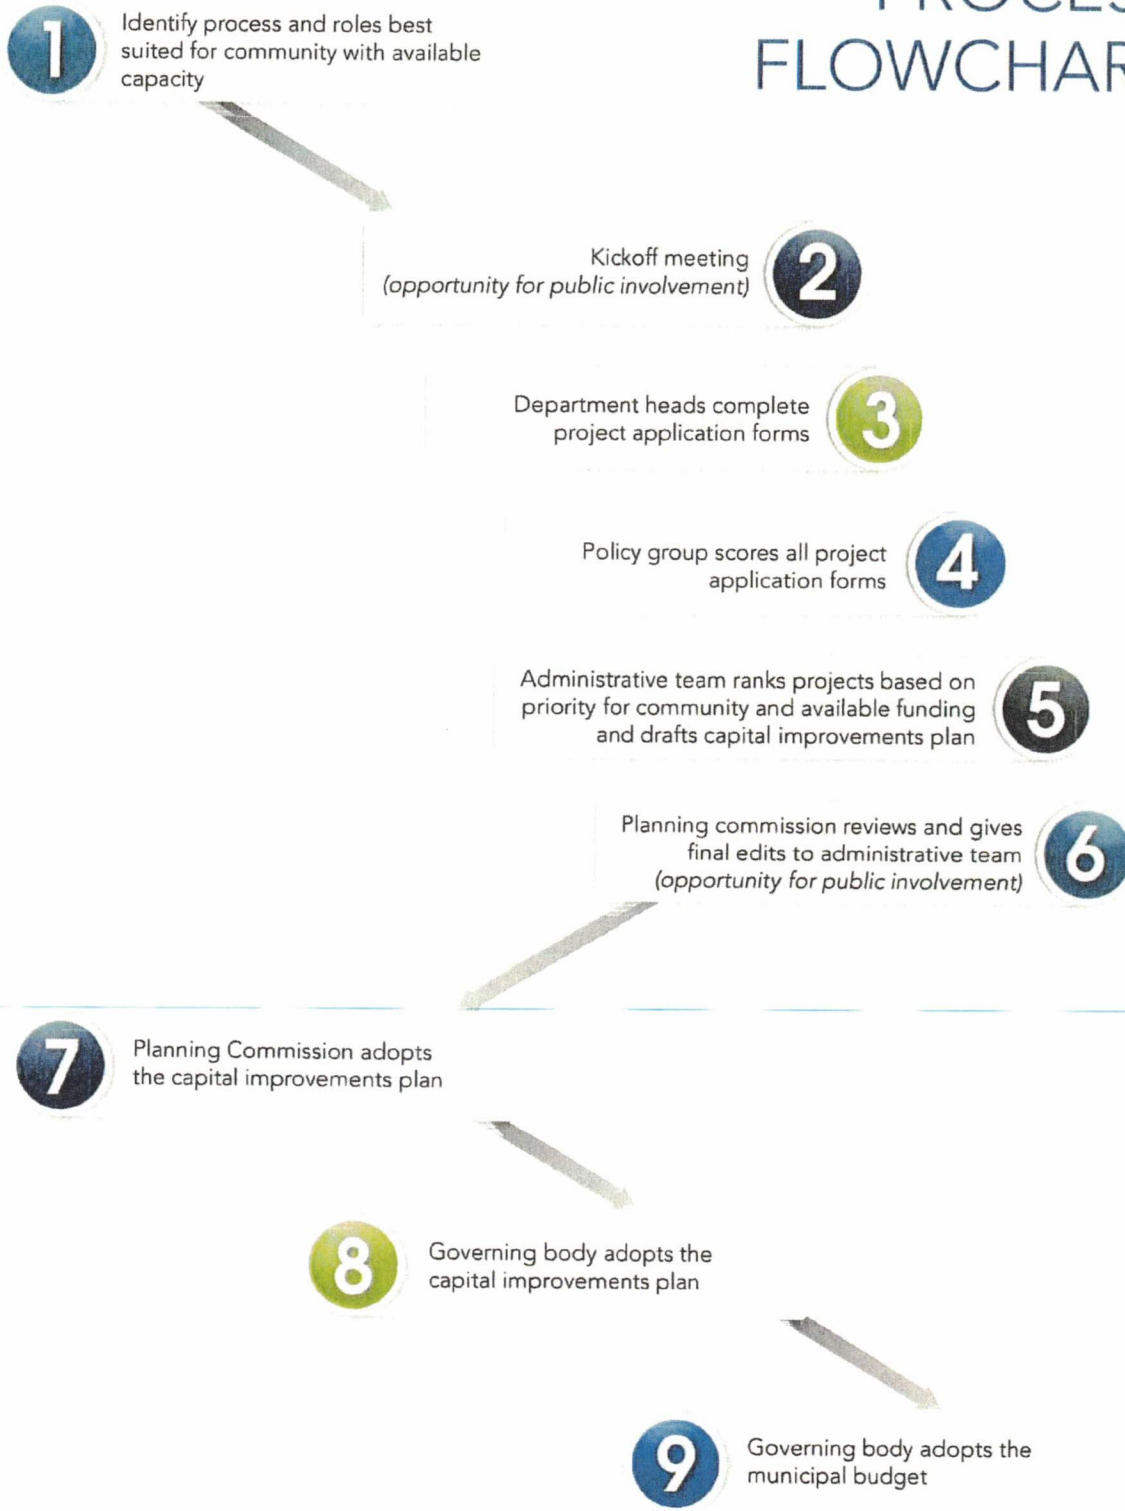 PROCES
FLOWCHAR
1
Identify process and roles best
suited for community with available
capacity
Kickoff meeting
(opportunity for public involvement)
2
Department heads complete
project application forms
3
Policy group scores all project
application forms
4
Administrative team ranks projects based on
priority for community and available funding
and drafts capital improvements plan
5
Planning commission reviews and gives
final edits to administrative team
(opportunity for public involvement)
6
7
Planning Commission adopts
the capital improvements plan
8
Governing body adopts the
capital improvements plan
9
Governing body adopts the
municipal budget